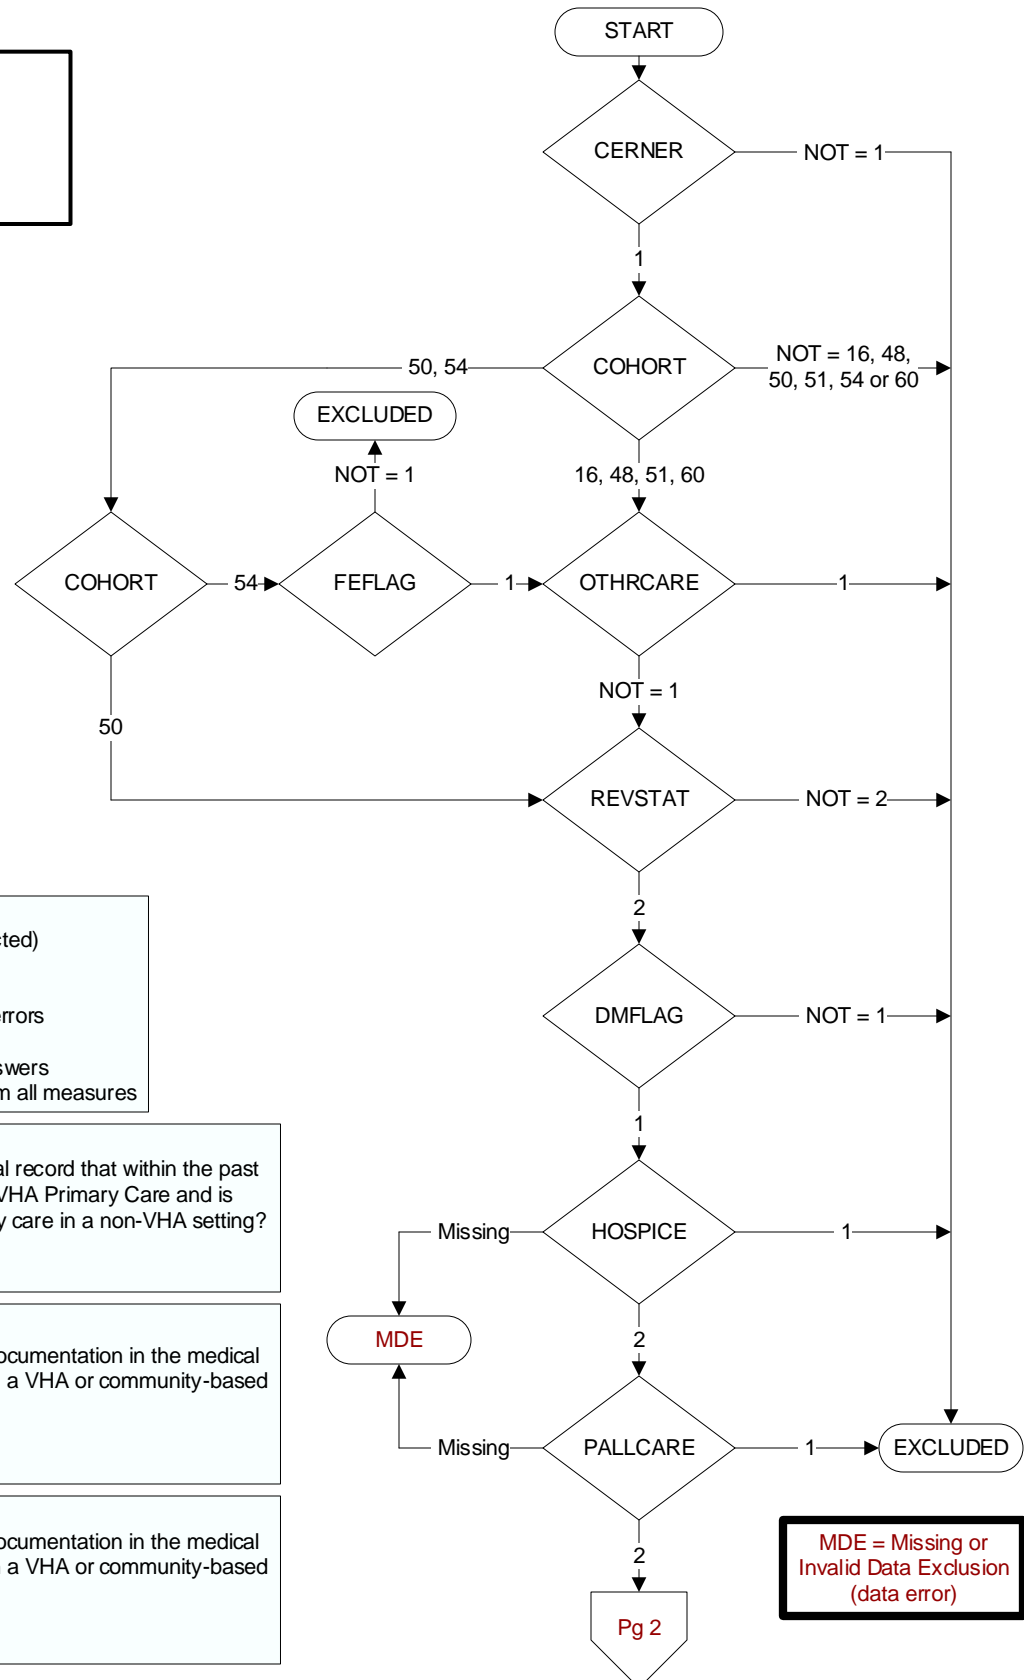 START
CERNER
NOT = 1
1
COHORT
50, 54
NOT = 16, 48,
50, 51, 54 or 60
EXCLUDED
NOT = 1
16, 48, 51, 60
COHORT
54
FEFLAG
1
OTHRCARE
1
NOT = 1
50
REVSTAT
NOT = 2
2
cted)
errors
swers
m all measures
DMFLAG
NOT = 1
1
al record that within the past
VHA Primary Care and is
y care in a non-VHA setting?
HOSPICE
Missing
1
MDE
2
ocumentation in the medical
a VHA or community-based
PALLCARE
Missing
1
EXCLUDED
2
ocumentation in the medical
a VHA or community-based
MDE = Missing or
Invalid Data Exclusion
(data error)
Pg 2